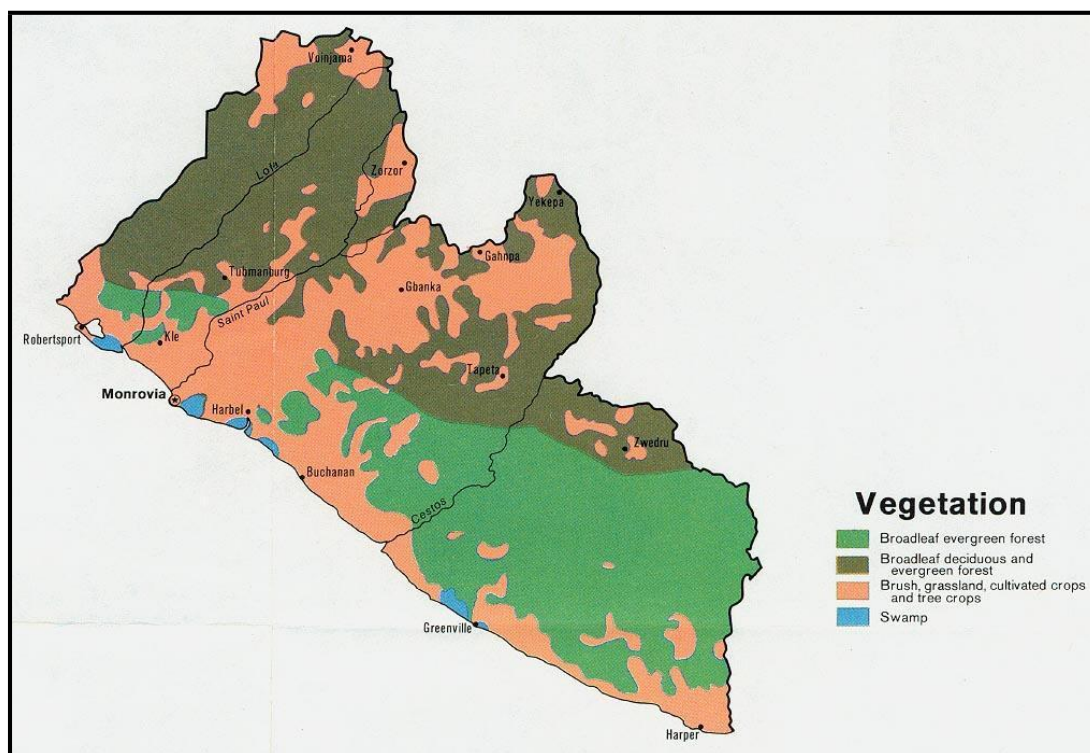 Voinjama
Lofa
Zorzor
Yekepa
Gahnpa
Tubmanburg
Gbanka
Saint Paul
Robertsport
Kle
Tapeta
Monrovia
Harbel
Zwedru
Buchanan
Cestos
Greenville
Harper
Vegetation
Broadleaf evergreen forest
Broadleaf deciduous and
evergreen forest
Brush, grassland, cultivated crops
and tree crops
Swamp